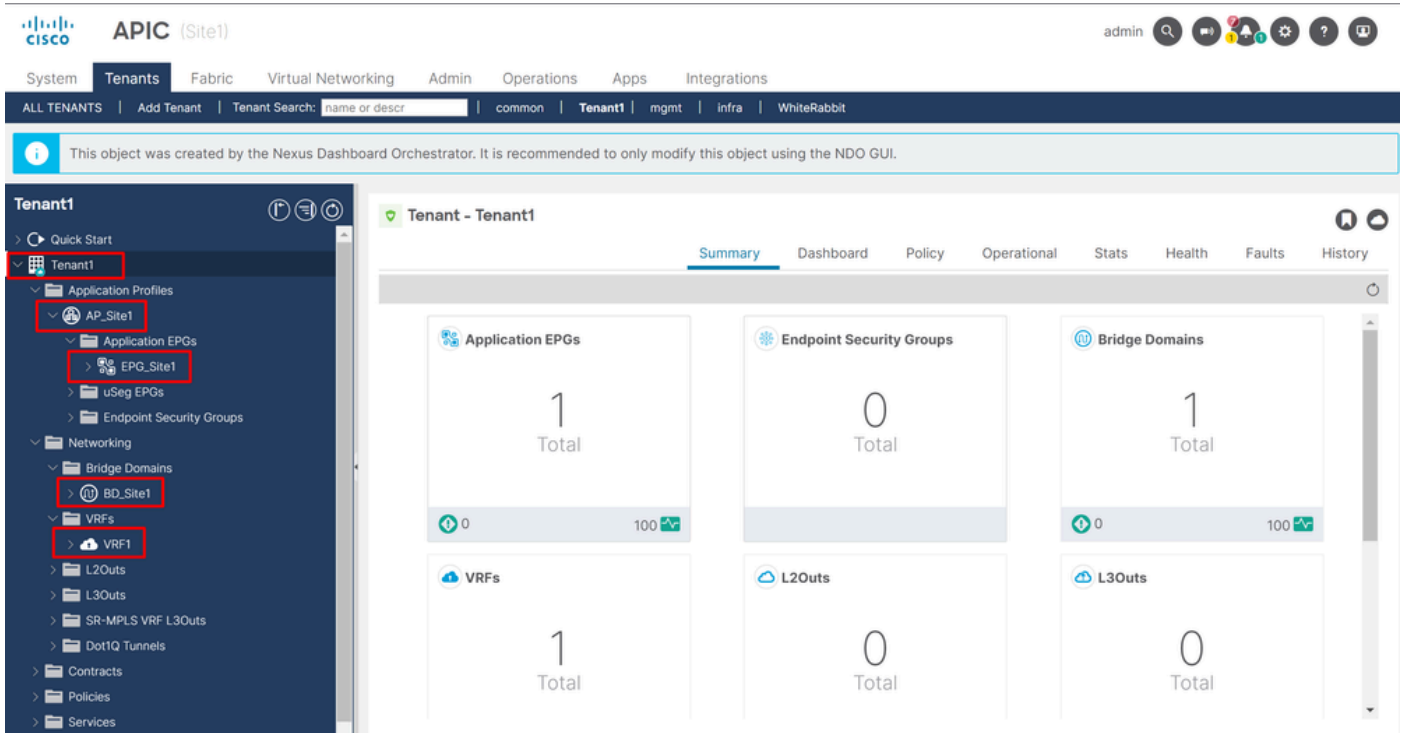 CISCO APIC (Site1) admin 7 1 1
System Tenants Fabric Virtual Networking Admin Operations Apps Integrations
ALL TENANTS | Add Tenant | Tenant Search: name or descr | common | Tenant1 | mgmt | infra | WhiteRabbit
This object was created by the Nexus Dashboard Orchestrator. It is recommended to only modify this object using the NDO GUI.
Tenant1
Quick Start
Tenant1
Application Profiles
AP_Site1
Application EPGs
EPG_Site1
uSeg EPGs
Endpoint Security Groups
Networking
Bridge Domains
BD_Site1
VRFs
VRF1
L2Outs
L3Outs
SR-MPLS VRF L3Outs
Dot1Q Tunnels
Contracts
Policies
Services
Tenant - Tenant1
Summary Dashboard Policy Operational Stats Health Faults History
Application EPGs
1
Total
0 100
Endpoint Security Groups
0
Total
Bridge Domains
1
Total
0 100
VRFs
1
Total
L2Outs
0
Total
L3Outs
0
Total